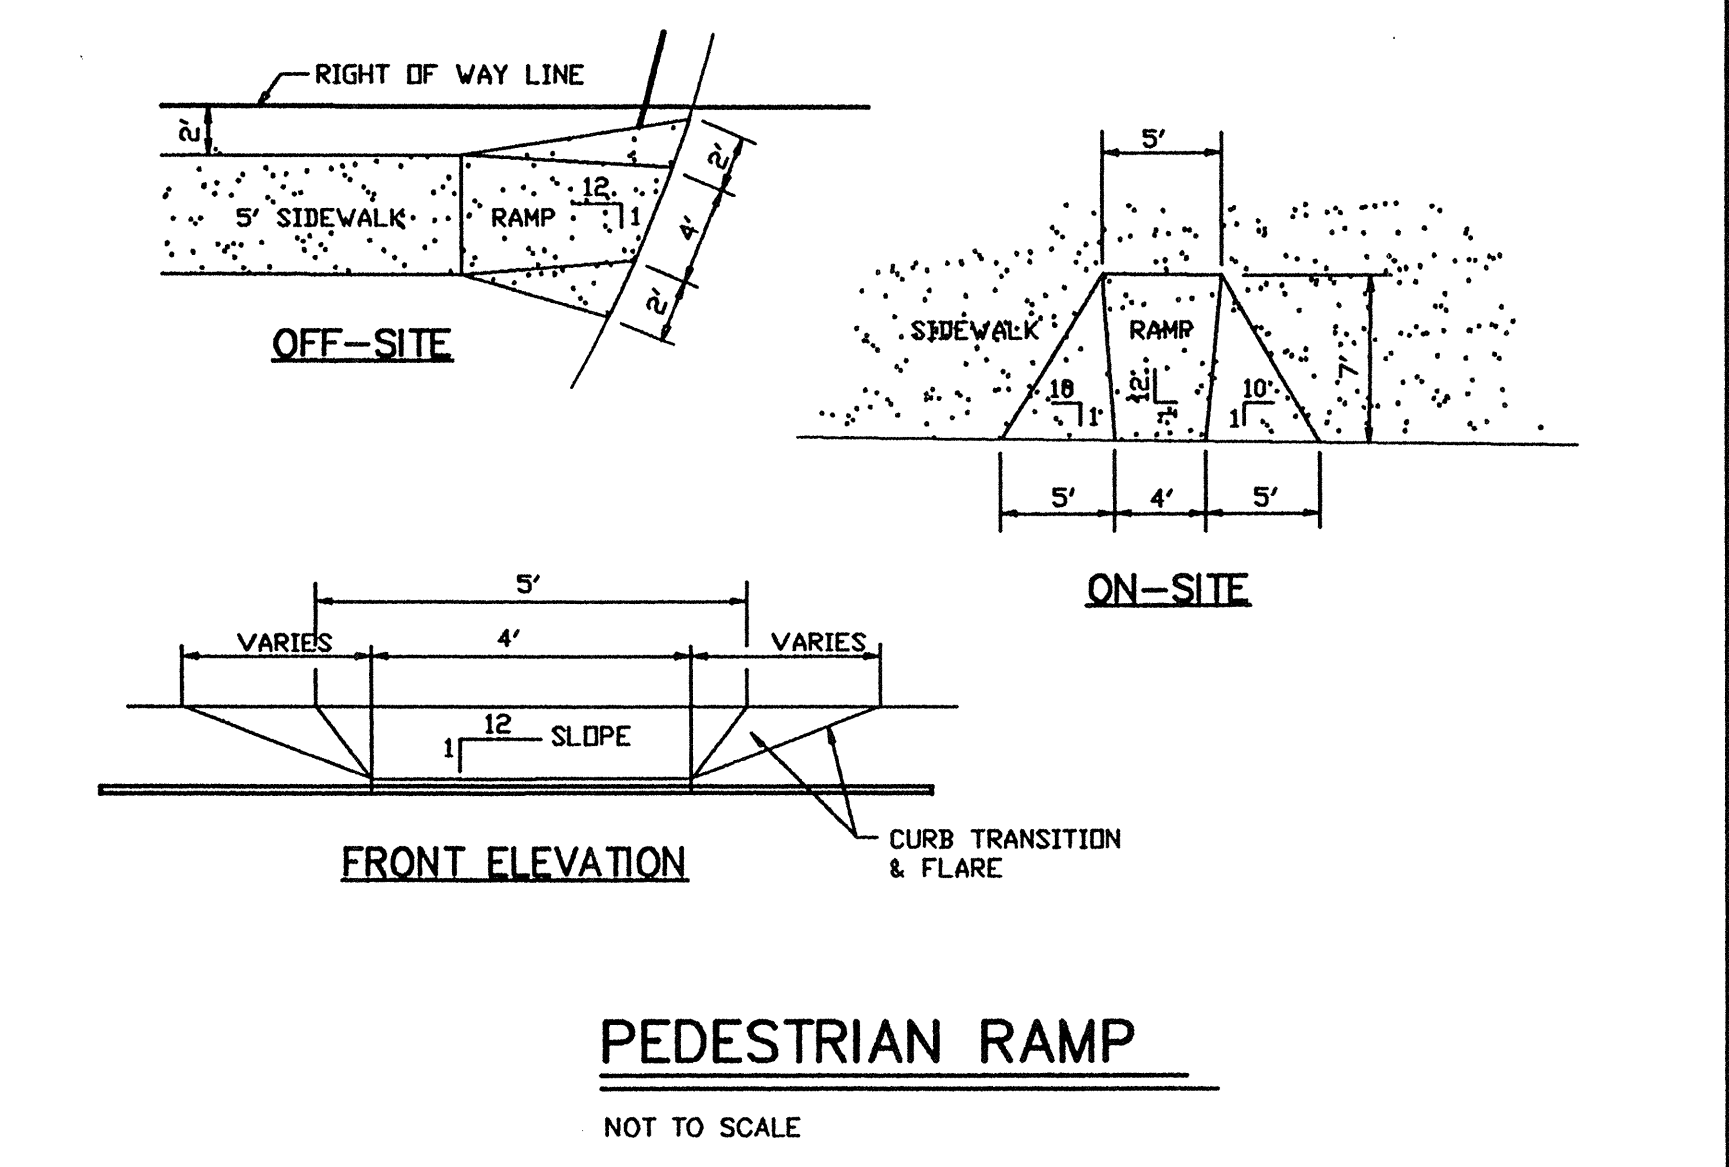 RIGHT OF WAY LINE
2'
5' SIDEWALK
RAMP
12
1
2'
4'
2'
OFF-SITE
5'
SIDEWALK
RAMP
10
1
12
1
10
1
7'
5'
4'
5'
ON-SITE
5'
VARIES
4'
VARIES
12
1
SLOPE
CURB TRANSITION
& FLARE
FRONT ELEVATION
PEDESTRIAN RAMP
NOT TO SCALE